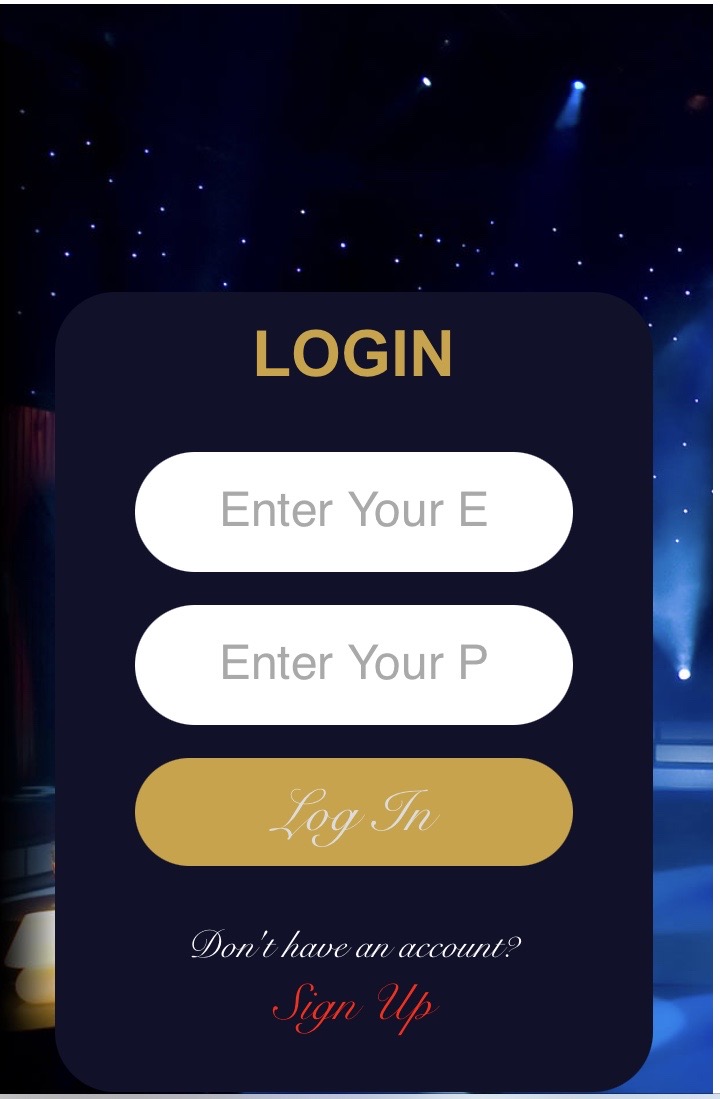 LOGIN
Enter Your E
Enter Your P
Log In
Don't have an account?
Sign Up